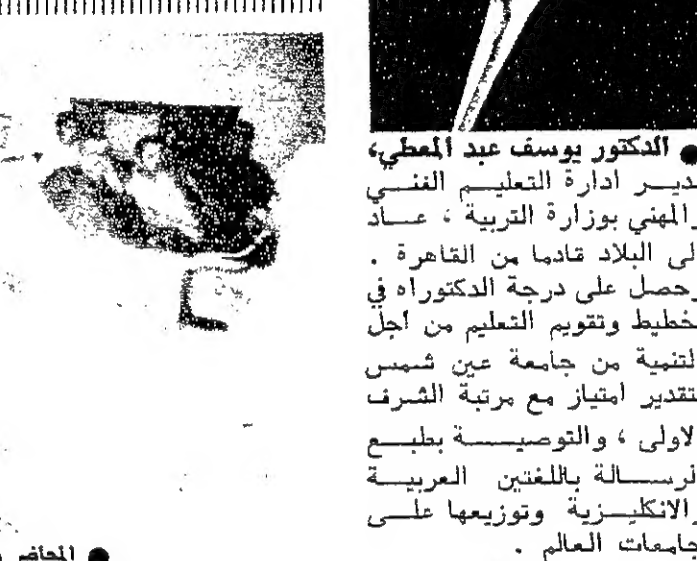 ● الدكتور يوسف عبد المعطي،
مدير ادارة التعليم الفني
والمهني بوزارة التربية ، عاد
الى البلاد قادما من القاهرة .
وحصل على درجة الدكتوراه في
تخطيط وتقويم التعليم من أجل
التنمية من جامعة عين شمس
بتقدير امتياز مع مرتبة الشرف
الاولى ، والتوصية بطبع
الرسالة باللغتين العربية
والانكليزية وتوزيعها على
جامعات العالم .
● المحاضر